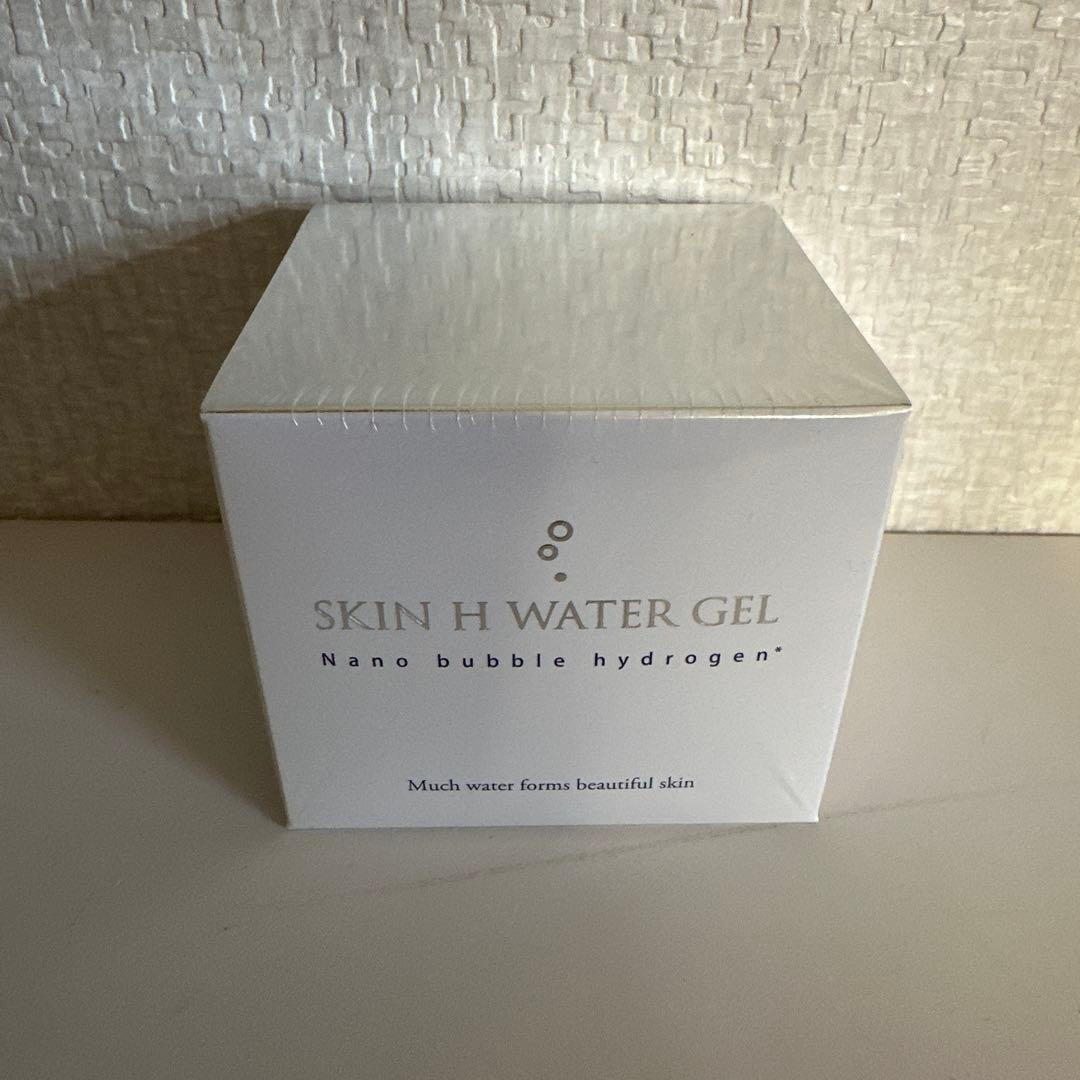 SKIN H WATER GEL
Nano bubble hydrogen*
Much water forms beautiful skin